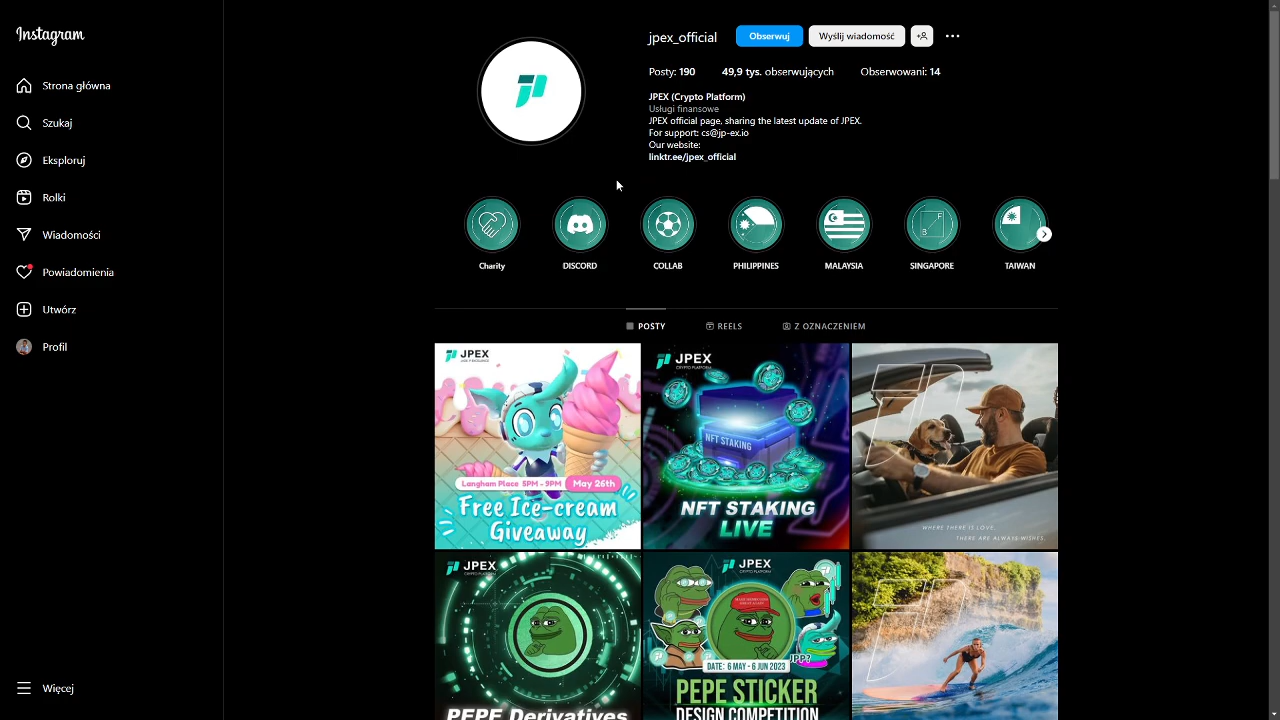 Instagram
Strona główna
Szukaj
Eksploruj
Rolki
Wiadomości
Powiadomienia
Utwórz
Profil
Więcej
jpex_official
Obserwuj
Wyślij wiadomość
Posty: 190
49,9 tys. obserwujących
Obserwowani: 14
JPEX (Crypto Platform)
Usługi finansowe
JPEX official page, sharing the latest update of JPEX.
For support: cs@jp-ex.io
Our website:
linktr.ee/jpex_official
Charity
DISCORD
COLLAB
PHILIPPINES
MALAYSIA
SINGAPORE
TAIWAN
POSTY
REELS
Z OZNACZENIEM
JPEX
Langham Place 5PM - 9PM
May 26th
Free Ice-cream
Giveaway
JPEX
CRYPTO PLATFORM
NFT STAKING
NFT STAKING
LIVE
WHERE THERE IS LOVE,
THERE ARE ALWAYS WISHES.
JPEX
CRYPTO PLATFORM
PEPE Derivatives
JPEX
CRYPTO PLATFORM
JPP?
DATE: 6 MAY - 6 JUN 2023
PEPE STICKER
DESIGN COMPETITION